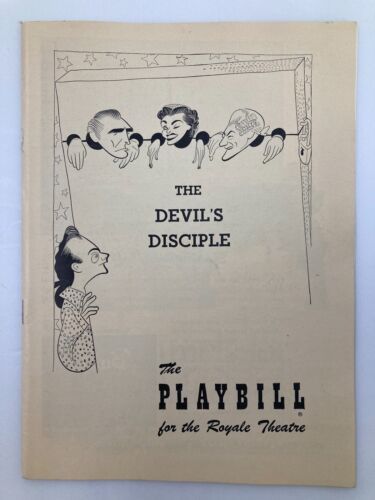 THE
DEVIL'S
DISCIPLE
The
PLAYBILL
®
for the Royale Theatre